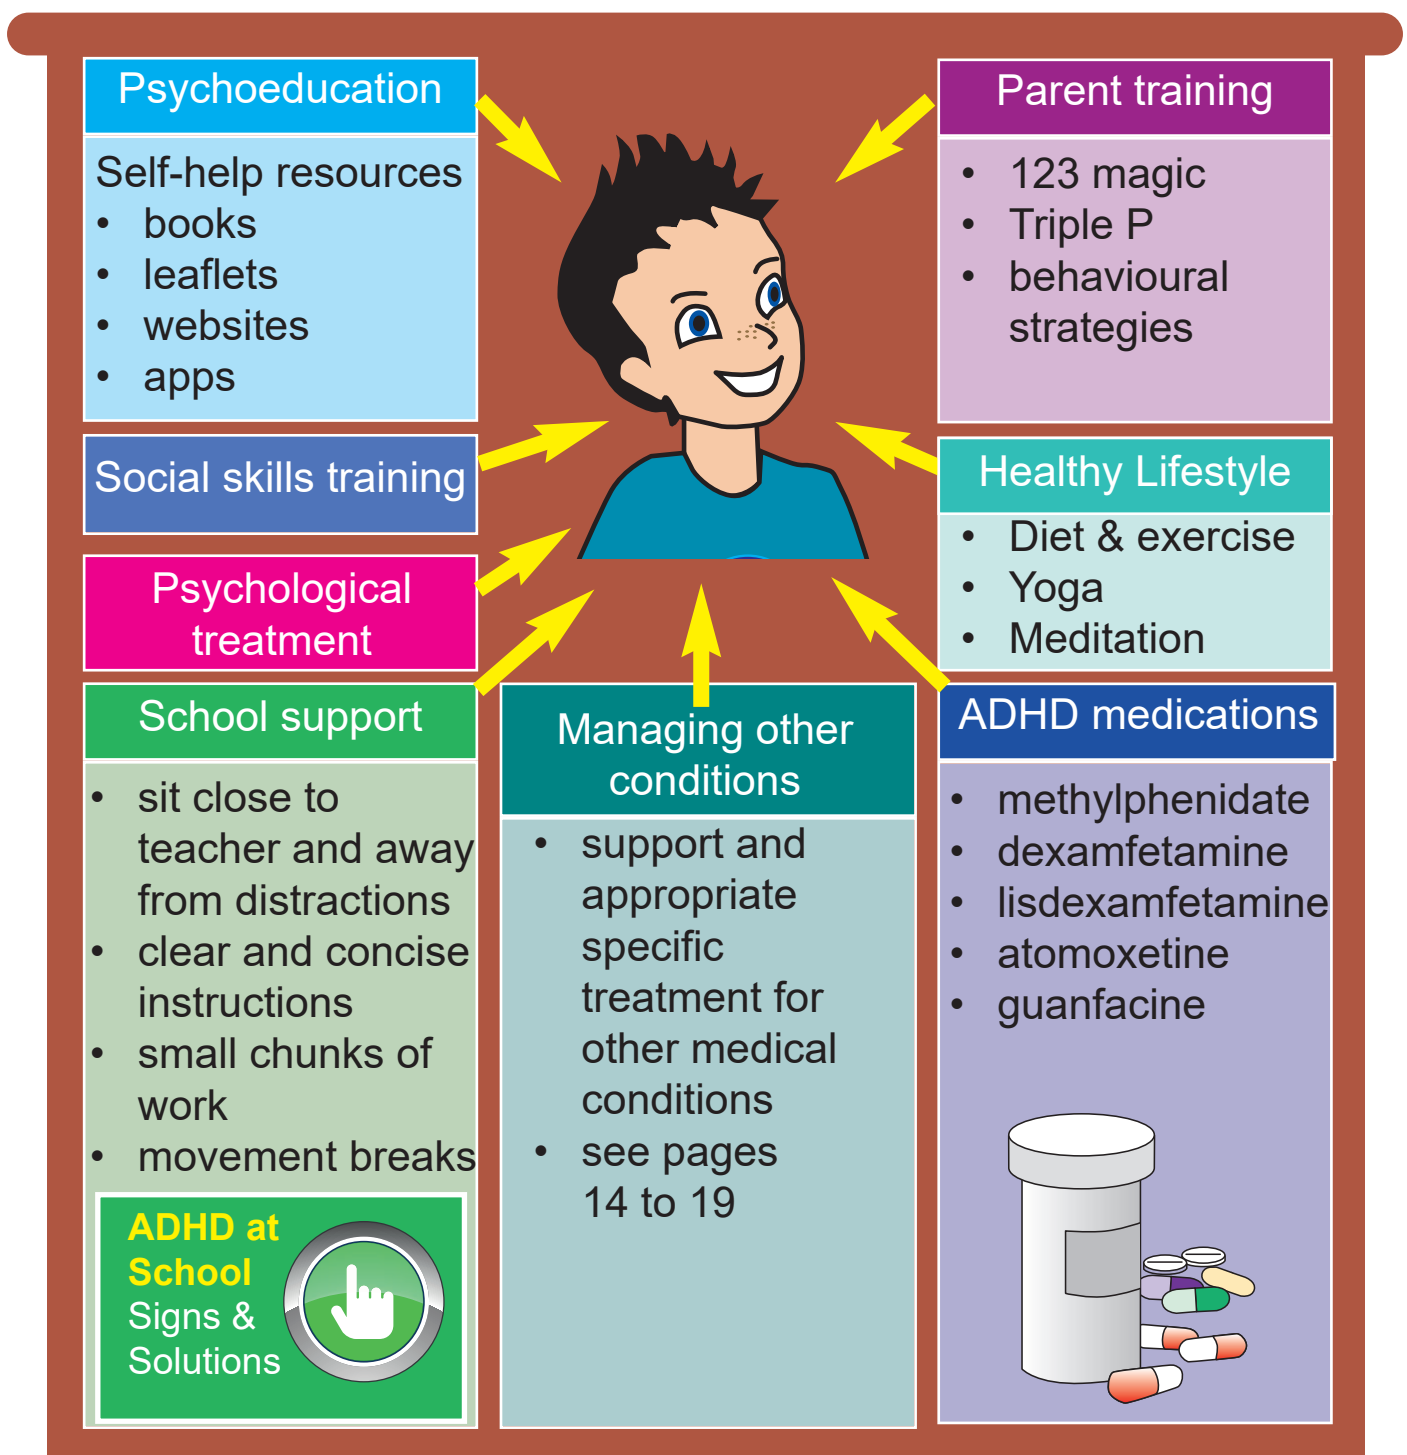 Psychoeducation
Self-help resources
• books
• leaflets
• websites
• apps
Social skills training
Psychological
treatment
School support
• sit close to
teacher and away
from distractions
• clear and concise
instructions
• small chunks of
work
• movement breaks
ADHD at
School
Signs &
Solutions
Managing other
conditions
• support and
appropriate
specific
treatment for
other medical
conditions
• see pages
14 to 19
Parent training
• 123 magic
• Triple P
• behavioural
strategies
Healthy Lifestyle
• Diet & exercise
• Yoga
• Meditation
ADHD medications
• methylphenidate
• dexamfetamine
• lisdexamfetamine
• atomoxetine
• guanfacine